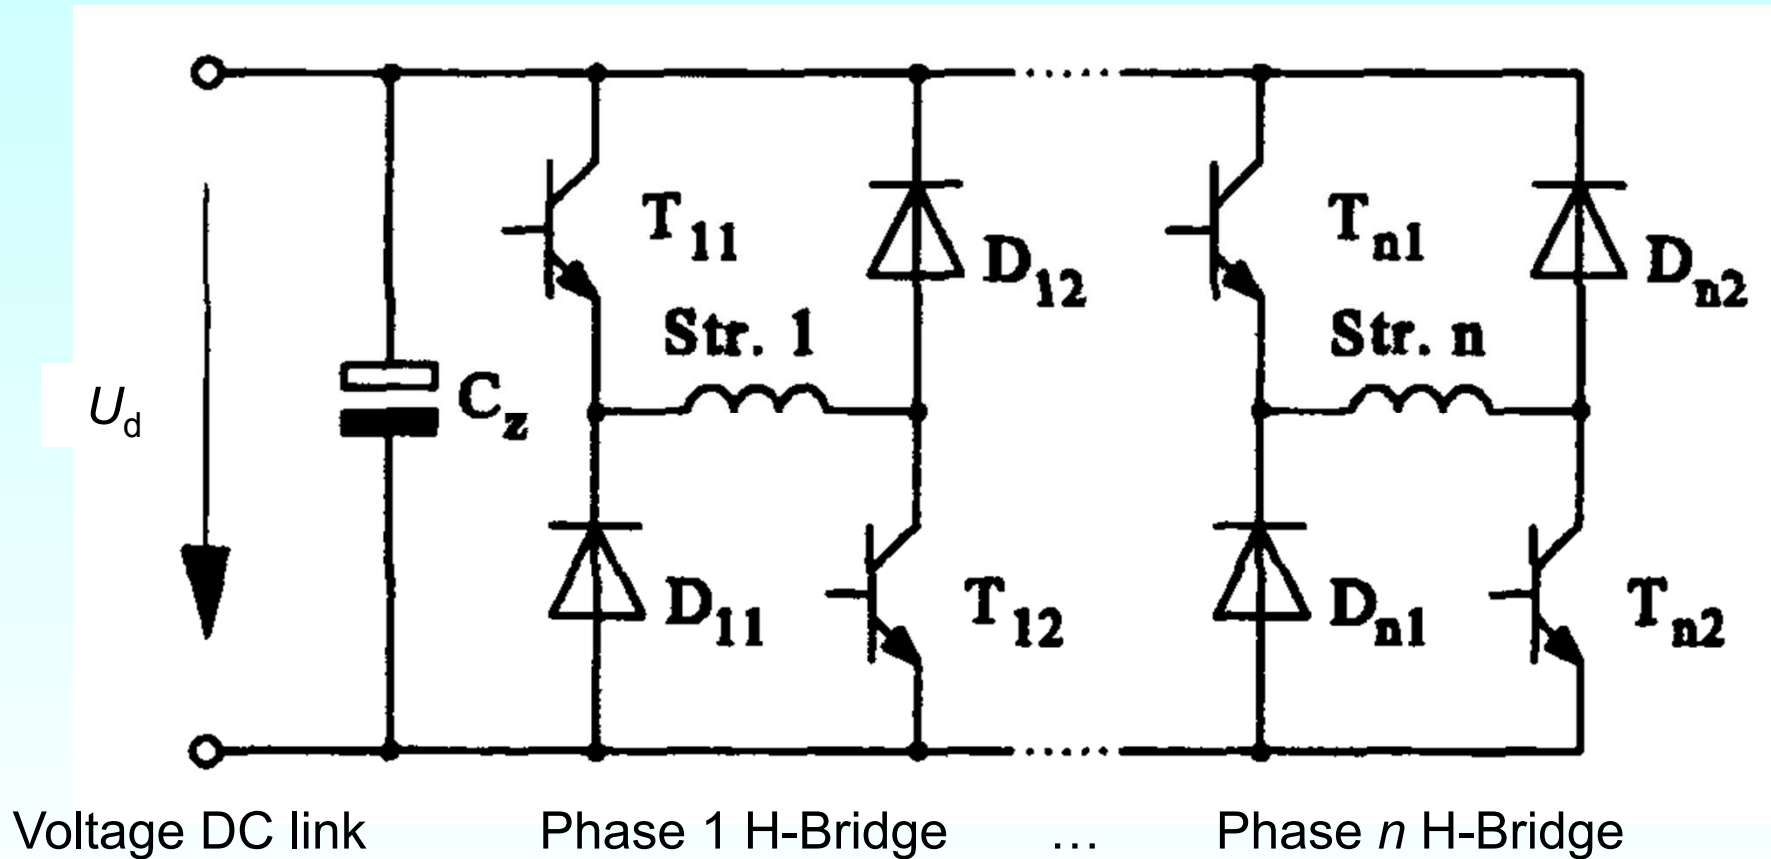 T11
D12
Tn1
Dn2
Str. 1
Str. n
Ud
Cz
D11
T12
Dn1
Tn2
Voltage DC link
Phase 1 H-Bridge
...
Phase n H-Bridge